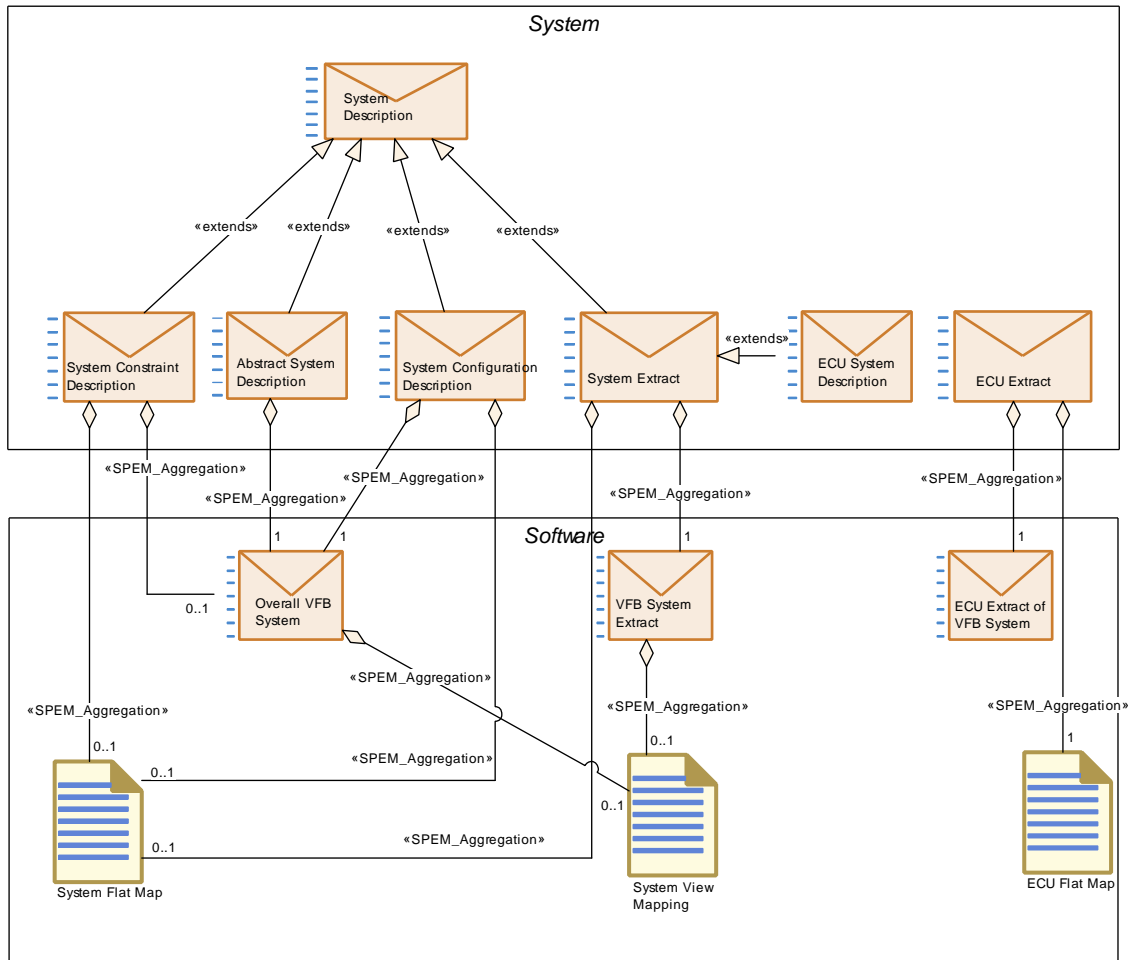 System
System
Description
«extends»
«extends»
«extends»
«extends»
«extends»
System Constraint
Description
Abstract System
Description
System Configuration
Description
System Extract
ECU System
Description
ECU Extract
«SPEM_Aggregation»
«SPEM_Aggregation»
«SPEM_Aggregation»
«SPEM_Aggregation»
«SPEM_Aggregation»
Software
1
1
1
1
Overall VFB
System
VFB System
Extract
ECU Extract of
VFB System
0..1
«SPEM_Aggregation»
«SPEM_Aggregation»
«SPEM_Aggregation»
«SPEM_Aggregation»
0..1
0..1
1
«SPEM_Aggregation»
0..1
0..1
«SPEM_Aggregation»
0..1
System Flat Map
System View
Mapping
ECU Flat Map